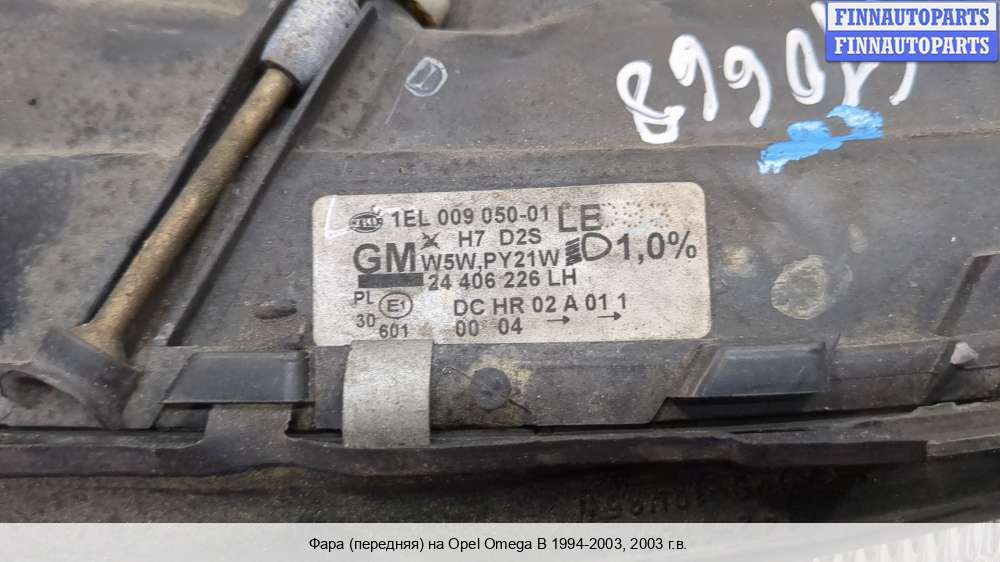 FINNAUTOPARTS
FINNAUTOPARTS
1EL 009 050-01 LE
H7 D2S
GM W5W,PY21W 1,0%
24 406 226 LH
PL E1 DC HR 02 A 01 1
30 601 00 04 → →
Фара (передняя) на Opel Omega B 1994-2003, 2003 г.в.